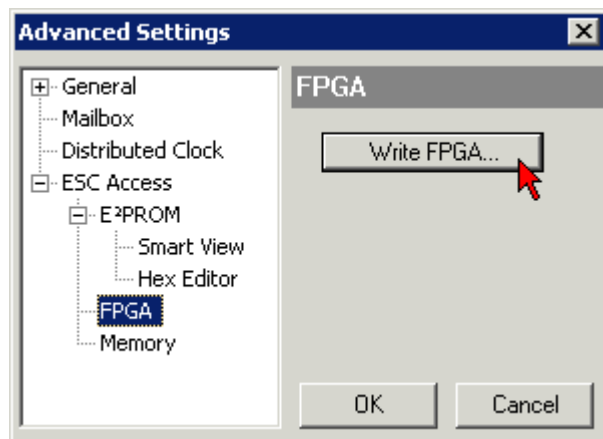 Advanced Settings
General
Mailbox
Distributed Clock
ESC Access
E²PROM
Smart View
Hex Editor
FPGA
Memory
FPGA
Write FPGA...
OK
Cancel